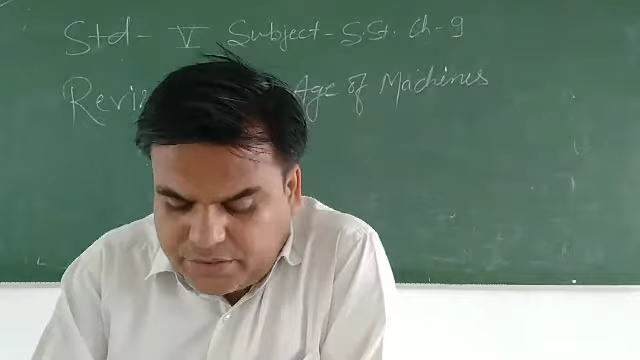 Std- V Subject - S.St. Ch-9
Age of Machines